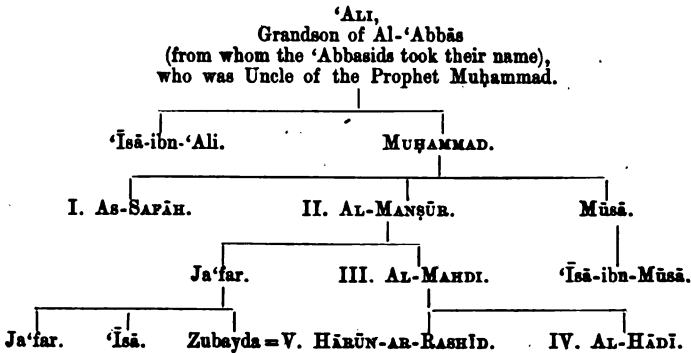 ‘ALI,
Grandson of Al-‘Abbās
(from whom the ‘Abbasids took their name),
who was Uncle of the Prophet Muḥammad.
‘Īsā-ibn-‘Ali. MUḤAMMAD.
I. AS-SAFĀH. II. AL-MANṢŪR. Mūsā.
Ja‘far. III. AL-MAHDI. ‘Īsā-ibn-Mūsā.
Ja‘far. ‘Īsā. Zubayda = V. HĀRŪN-AR-RASHĪD. IV. AL-HĀDĪ.